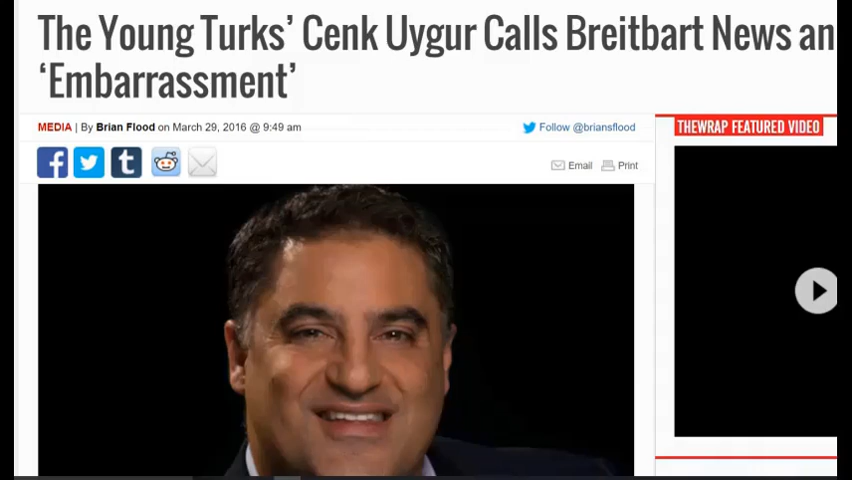 The Young Turks’ Cenk Uygur Calls Breitbart News an
‘Embarrassment’
MEDIA | By Brian Flood on March 29, 2016 @ 9:49 am
Follow @briansflood
THEWRAP FEATURED VIDEO
Email Print